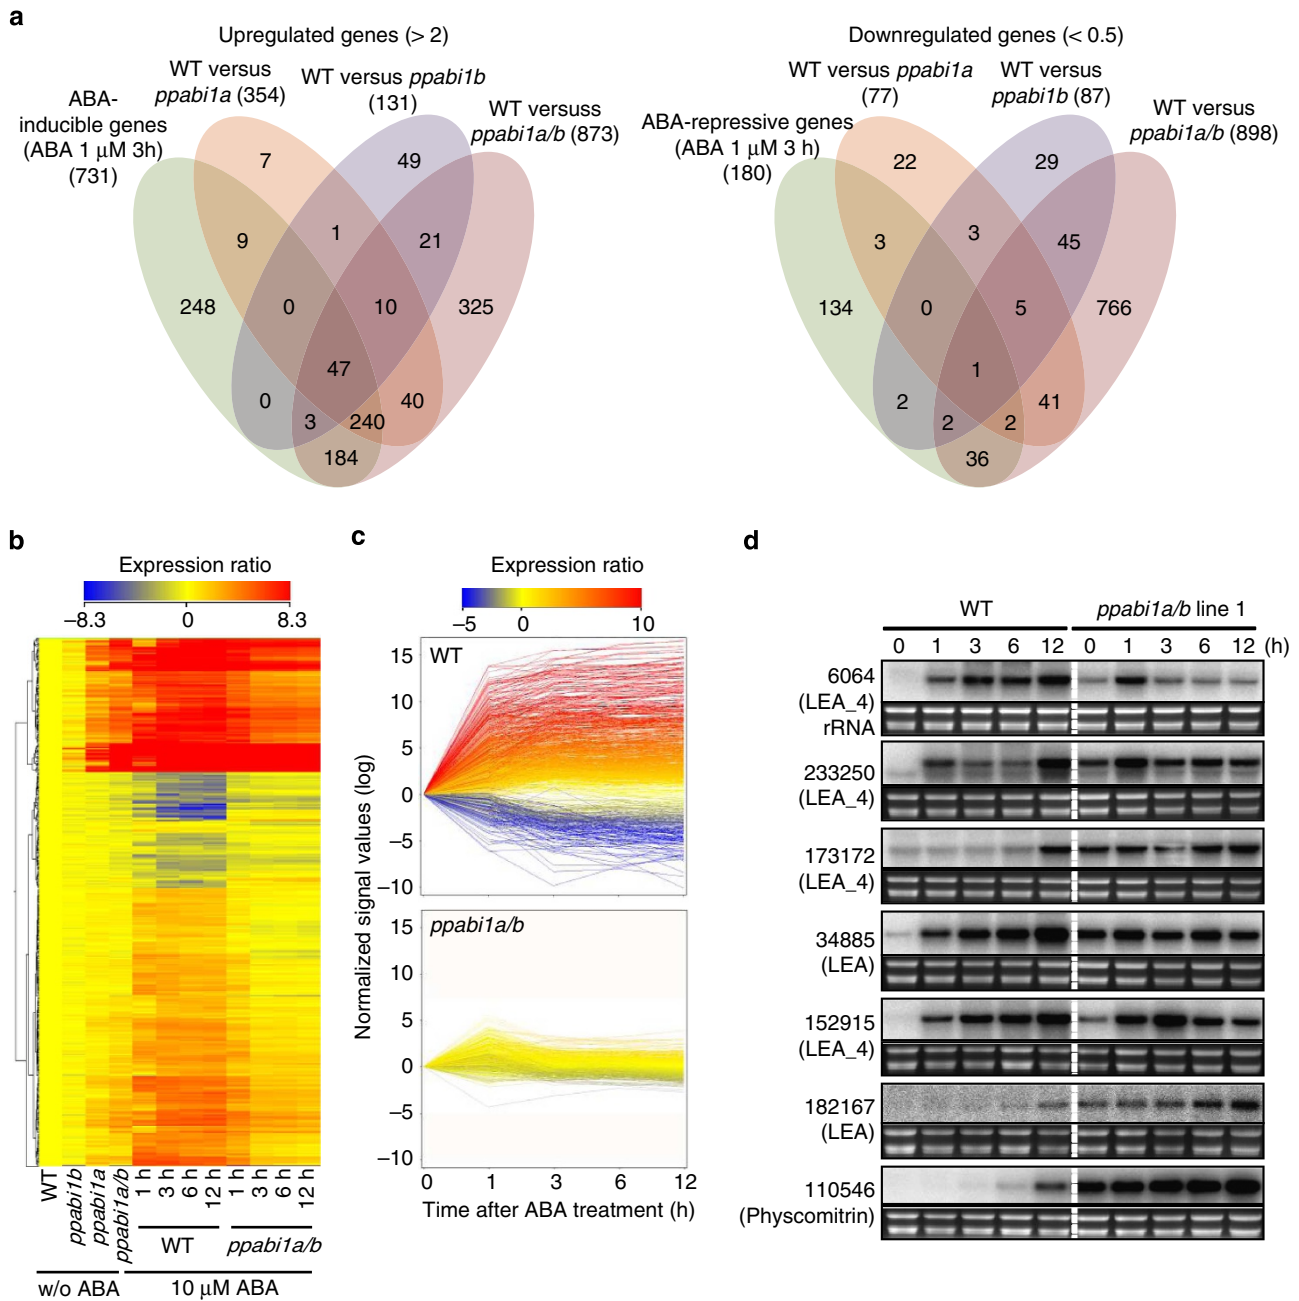 a
Upregulated genes (> 2)
WT versus
ppabi1a (354)
WT versus ppabi1b
(131)
ABA-
inducible genes
(ABA 1 μM 3h)
(731)
WT versuss
ppabi1a/b (873)
7
49
9
1
21
248
0
10
325
47
0
3
240
40
184
Downregulated genes (< 0.5)
WT versus ppabi1a
(77)
WT versus
ppabi1b (87)
ABA-repressive genes
(ABA 1 μM 3 h)
(180)
WT versus
ppabi1a/b (898)
22
29
3
3
45
134
0
5
766
1
2
2
2
41
36
b
Expression ratio
–8.3
0
8.3
WT
ppabi1b
ppabi1a
ppabi1a/b
1 h
3 h
6 h
12 h
1 h
3 h
6 h
12 h
WT
ppabi1a/b
w/o ABA
10 μM ABA
c
Expression ratio
–5
0
10
Normalized signal values (log)
WT
15
10
5
0
–5
–10
ppabi1a/b
15
10
5
0
–5
–10
0
1
3
6
12
Time after ABA treatment (h)
d
WT
ppabi1a/b line 1
0 1 3 6 12 0 1 3 6 12 (h)
6064
(LEA_4)
rRNA
233250
(LEA_4)
173172
(LEA_4)
34885
(LEA)
152915
(LEA_4)
182167
(LEA)
110546
(Physcomitrin)